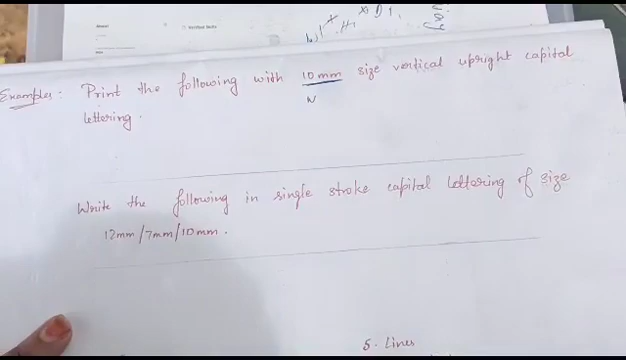 Examples: Print the following with 10mm size vertical upright capital
N
lettering.
Write the following in single stroke capital lettering of size
12mm/7mm/10mm.
5. Lines